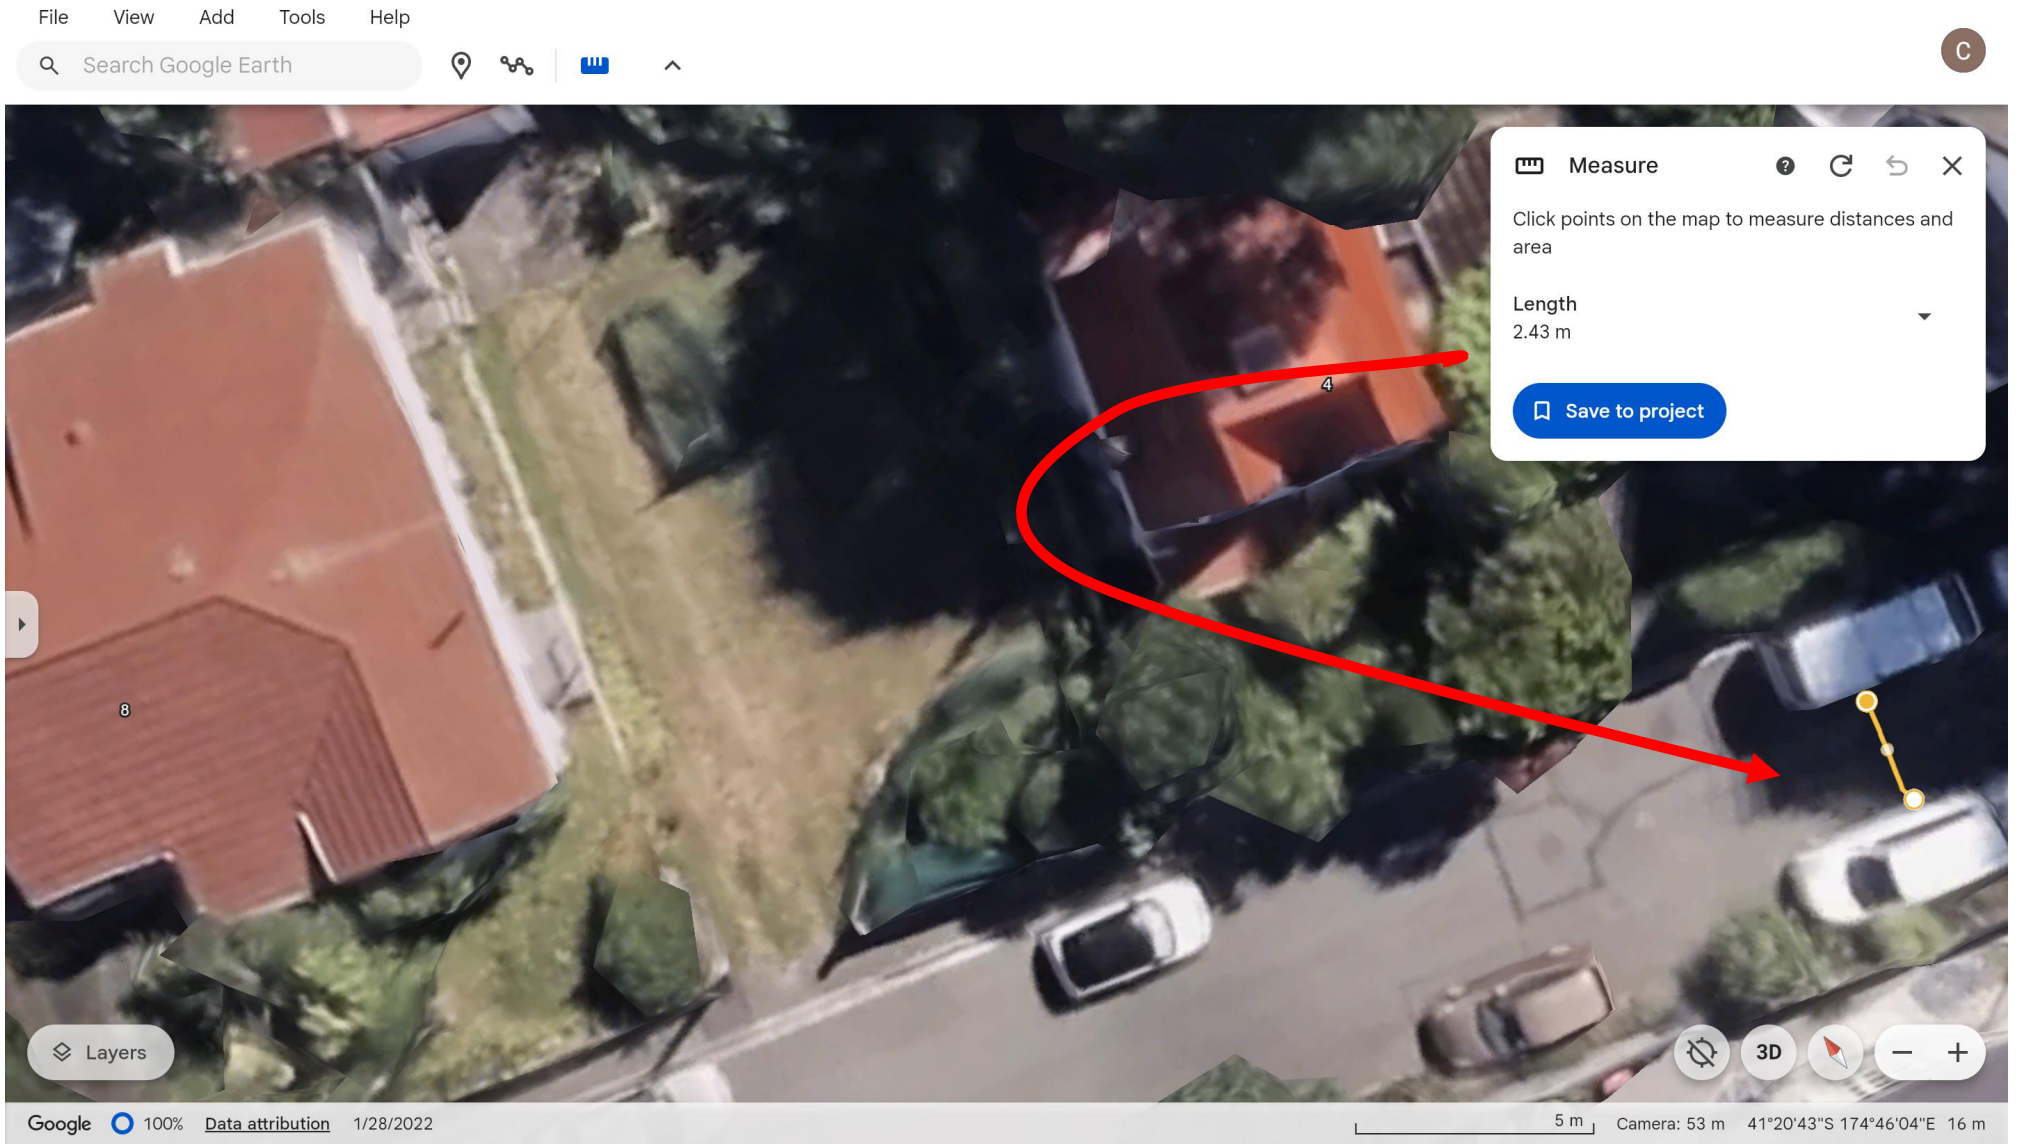 File View Add Tools Help
Search Google Earth
C
Measure
Click points on the map to measure distances and
area
Length
2.43 m
Save to project
4
8
Layers
3D
Google 100% Data attribution 1/28/2022 5 m Camera: 53 m 41°20'43"S 174°46'04"E 16 m